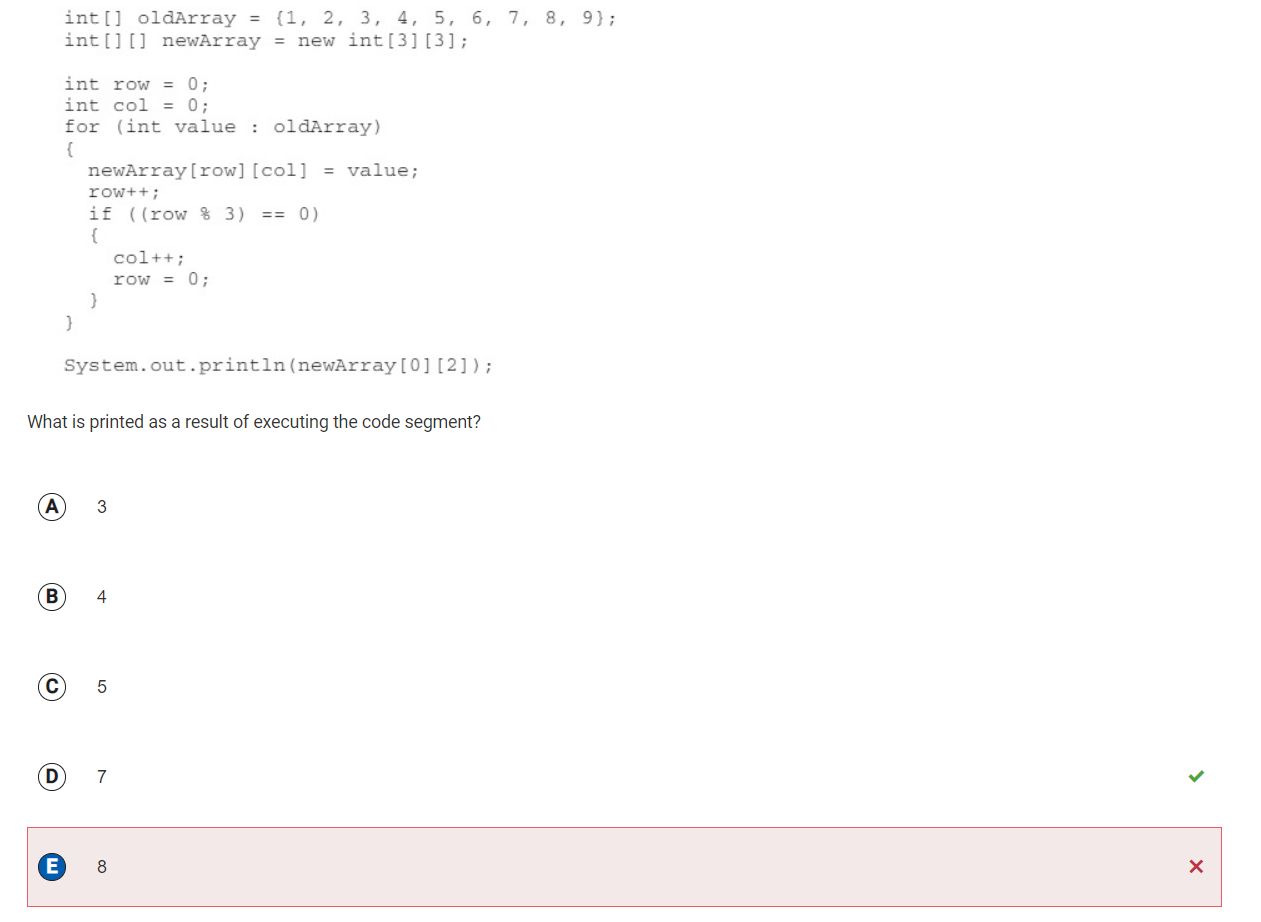 int[] oldArray = {1, 2, 3, 4, 5, 6, 7, 8, 9};
int[][] newArray = new int[3][3];
int row = 0;
int col = 0;
for (int value : oldArray)
{
newArray[row][col] = value;
row++;
if ((row % 3) == 0)
{
col++;
row = 0;
}
}
System.out.println(newArray[0][2]);
What is printed as a result of executing the code segment?
A 3
B 4
C 5
D 7
E 8